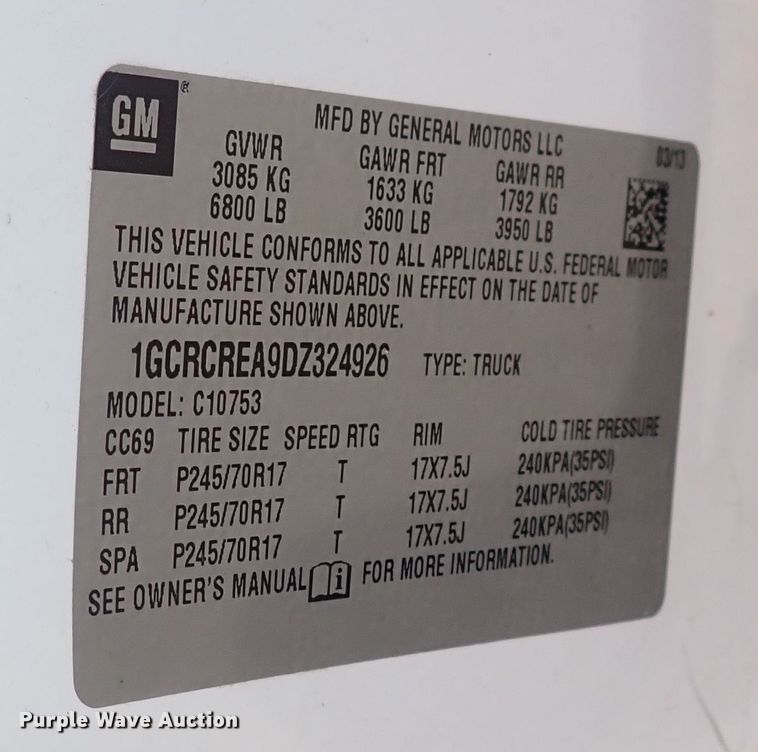 GM ®
MFD BY GENERAL MOTORS LLC 03/13
GVWR GAWR FRT GAWR RR
3085 KG 1633 KG 1792 KG
6800 LB 3600 LB 3950 LB
THIS VEHICLE CONFORMS TO ALL APPLICABLE U.S. FEDERAL MOTOR
VEHICLE SAFETY STANDARDS IN EFFECT ON THE DATE OF
MANUFACTURE SHOWN ABOVE.
1GCRCREA9DZ324926 TYPE: TRUCK
MODEL: C10753
CC69 TIRE SIZE SPEED RTG RIM COLD TIRE PRESSURE
FRT P245/70R17 T 17X7.5J 240KPA(35PSI)
RR P245/70R17 T 17X7.5J 240KPA(35PSI)
SPA P245/70R17 T 17X7.5J 240KPA(35PSI)
SEE OWNER'S MANUAL i FOR MORE INFORMATION.
Purple Wave Auction